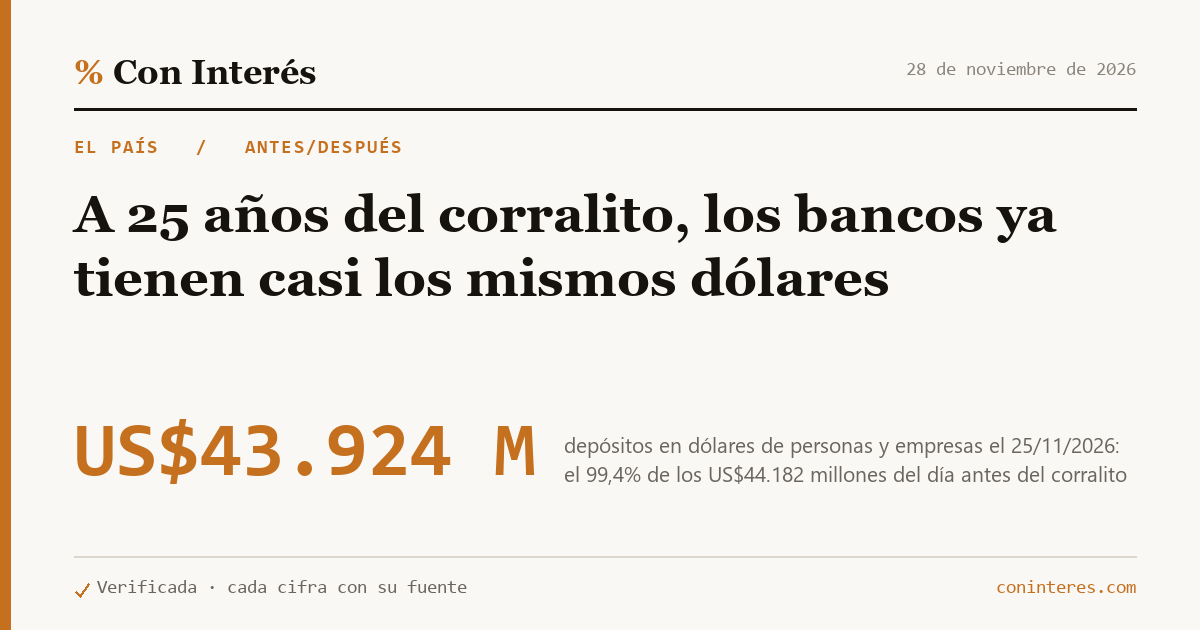 % Con Interés
28 de noviembre de 2026
EL PAÍS / ANTES/DESPUÉS
A 25 años del corralito, los bancos ya
tienen casi los mismos dólares
US$43.924 M
depósitos en dólares de personas y empresas el 25/11/2026:
el 99,4% de los US$44.182 millones del día antes del corralito
✓ Verificada · cada cifra con su fuente
coninteres.com